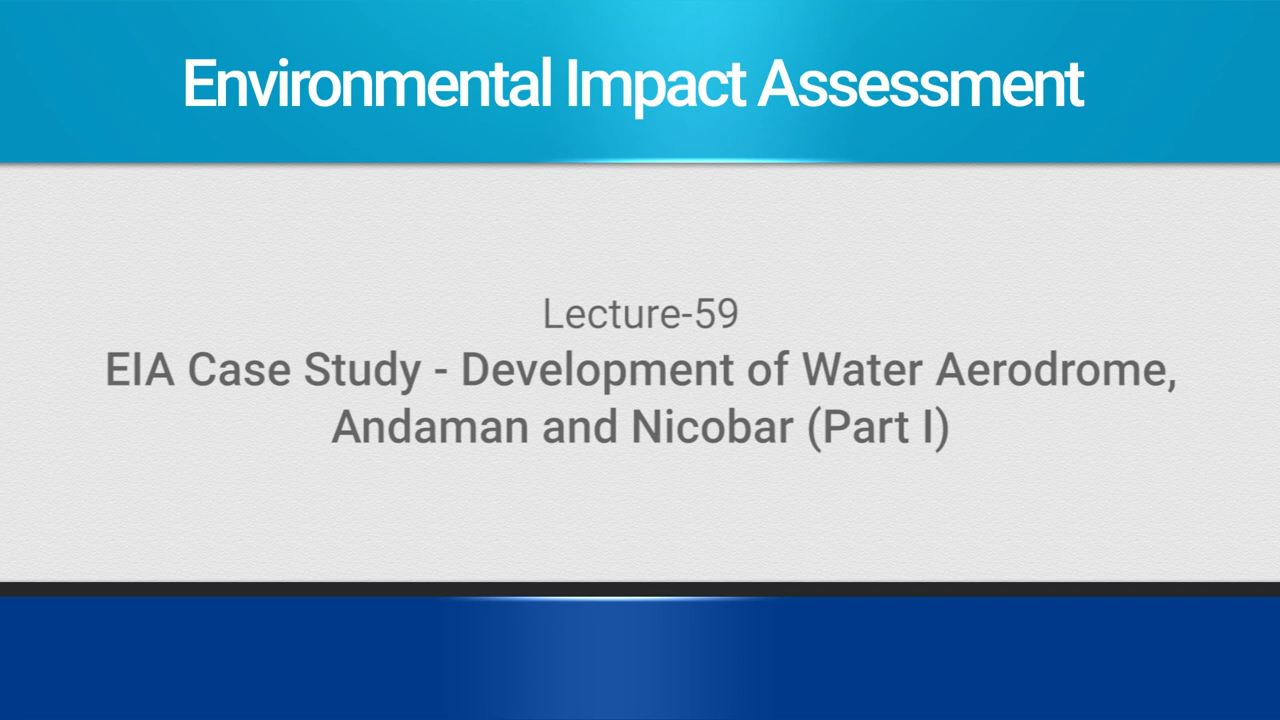 Environmental Impact Assessment
Lecture-59
EIA Case Study - Development of Water Aerodrome,
Andaman and Nicobar (Part I)